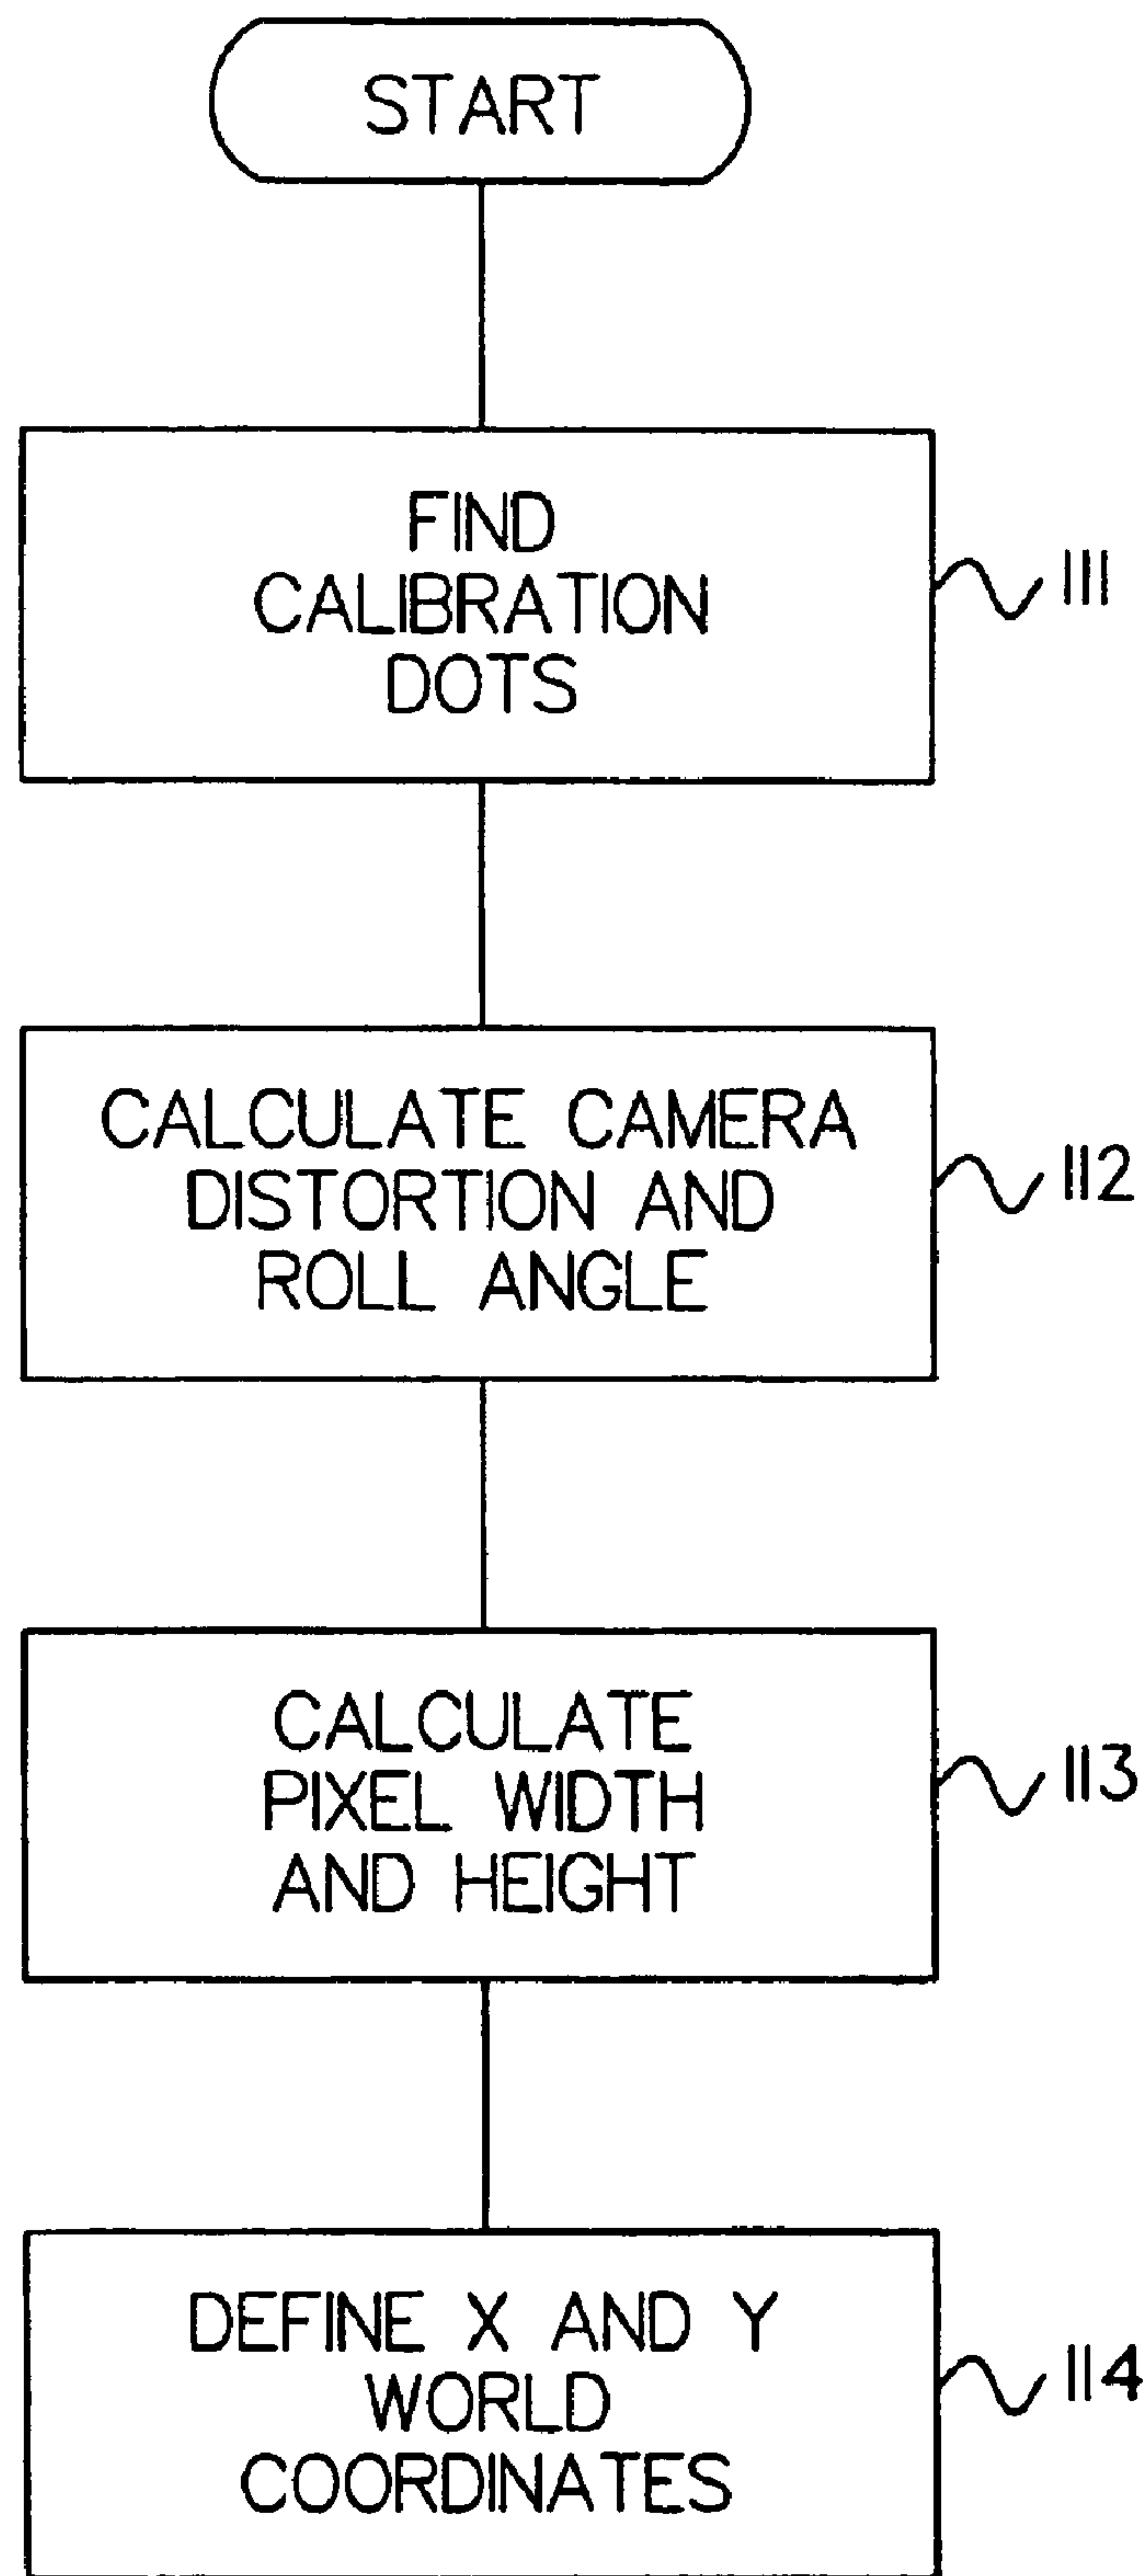 START
FIND
CALIBRATION
DOTS
111
CALCULATE CAMERA
DISTORTION AND
ROLL ANGLE
112
CALCULATE
PIXEL WIDTH
AND HEIGHT
113
DEFINE X AND Y
WORLD
COORDINATES
114